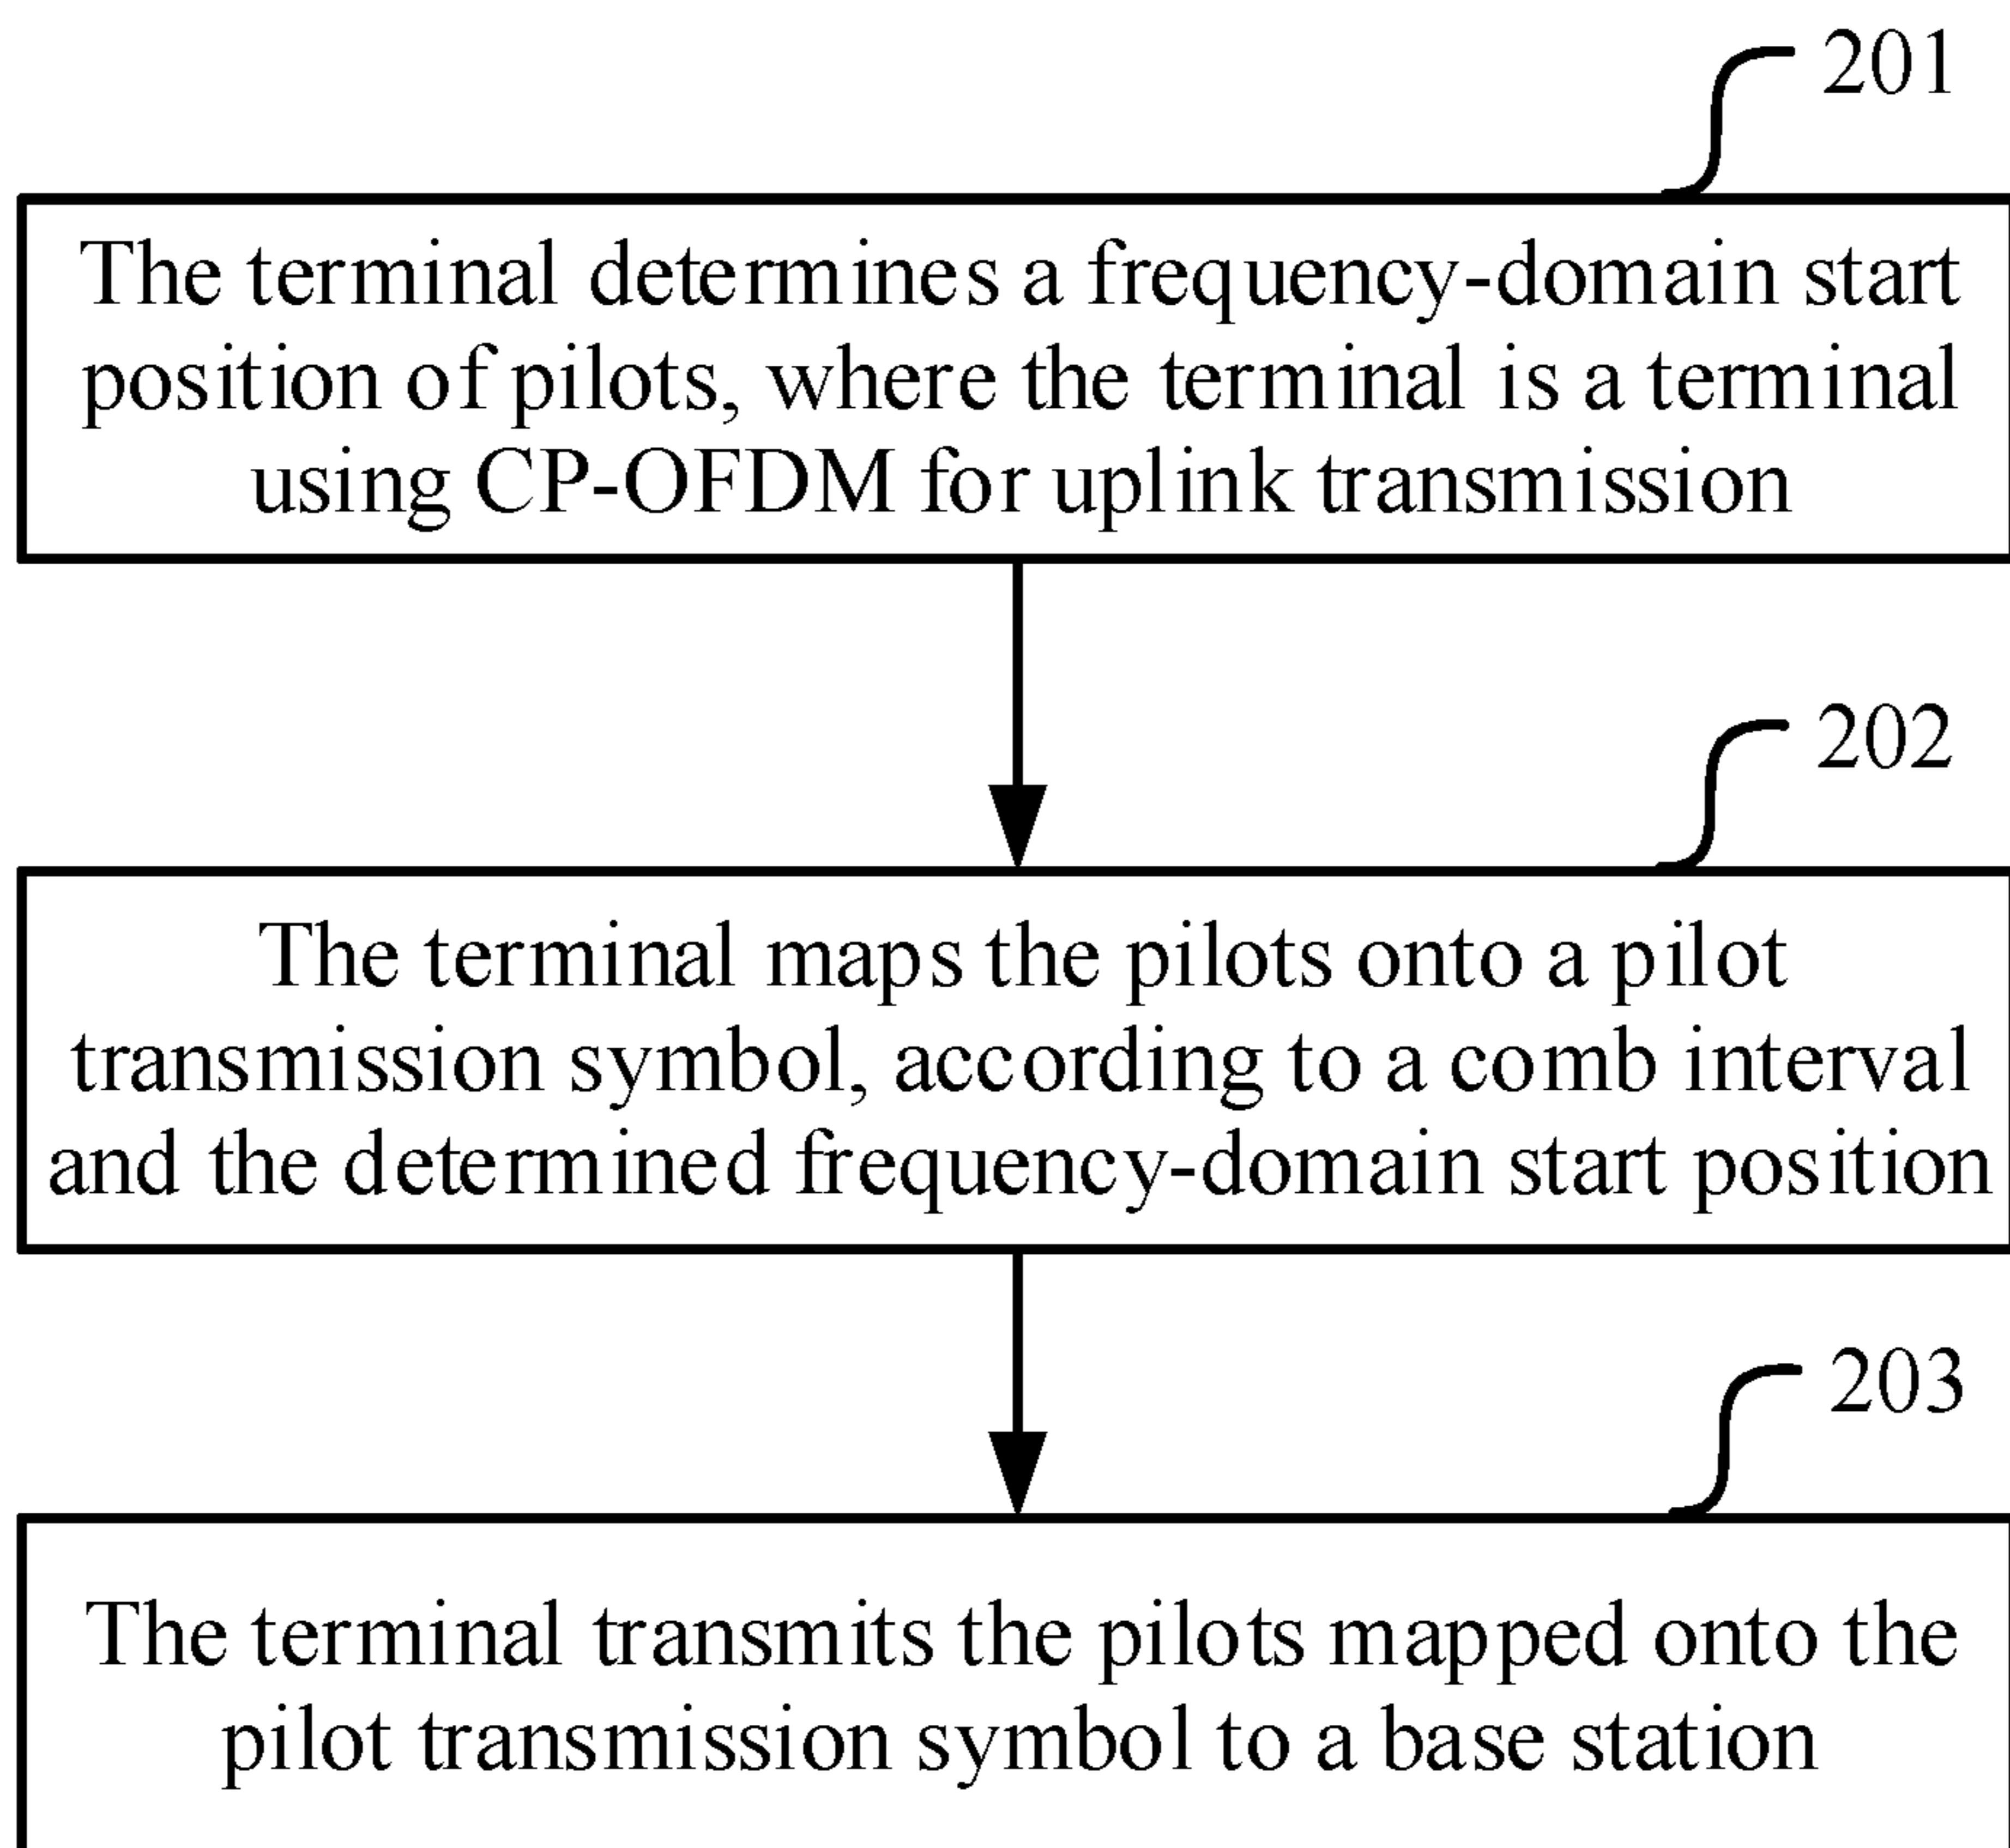 201
The terminal determines a frequency-domain start
position of pilots, where the terminal is a terminal
using CP-OFDM for uplink transmission
202
The terminal maps the pilots onto a pilot
transmission symbol, according to a comb interval
and the determined frequency-domain start position
203
The terminal transmits the pilots mapped onto the
pilot transmission symbol to a base station